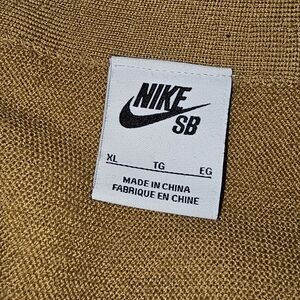 NIKE
SB
XL TG EG
MADE IN CHINA
FABRIQUE EN CHINE